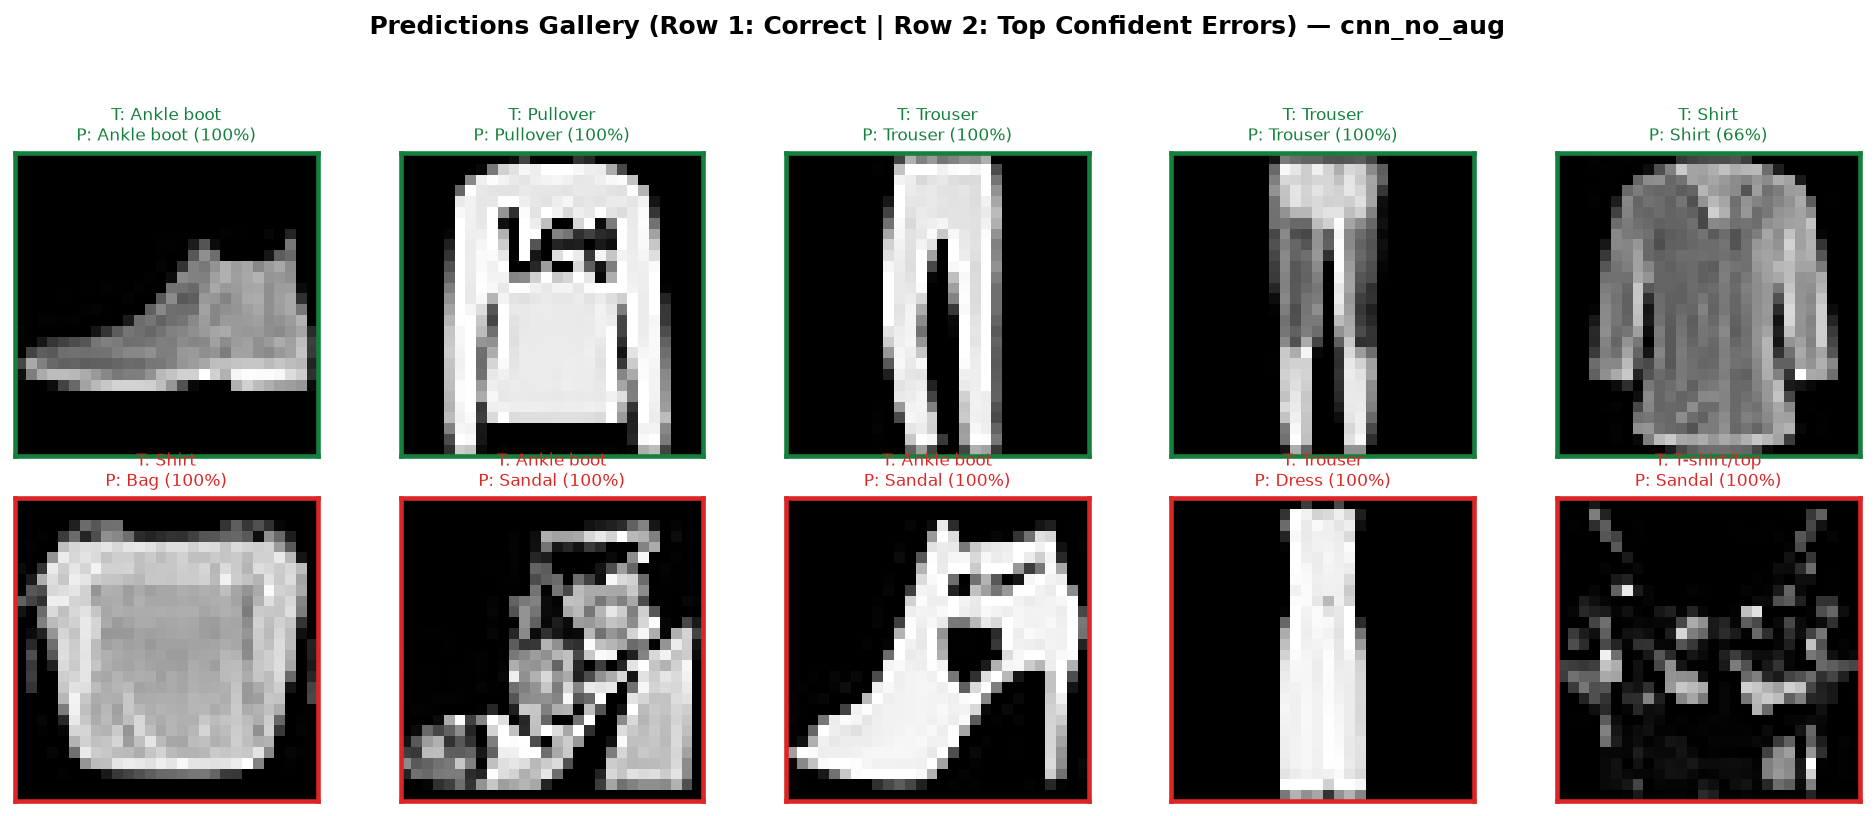 Predictions Gallery (Row 1: Correct | Row 2: Top Confident Errors) — cnn_no_aug
T: Ankle boot
P: Ankle boot (100%)
T: Pullover
P: Pullover (100%)
T: Trouser
P: Trouser (100%)
T: Trouser
P: Trouser (100%)
T: Shirt
P: Shirt (66%)
T: Shirt
P: Bag (100%)
T: Ankle boot
P: Sandal (100%)
T: Ankle boot
P: Sandal (100%)
T: Trouser
P: Dress (100%)
T: T-shirt/top
P: Sandal (100%)